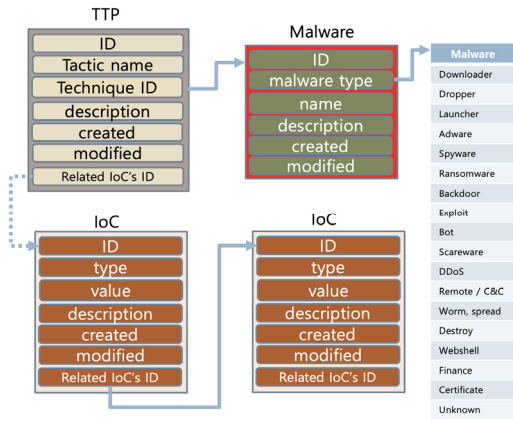 TTP
ID
Tactic name
Technique ID
description
created
modified
Related IoC's ID
Malware
ID
malware type
name
description
created
modified
Malware
Downloader
Dropper
Launcher
Adware
Spyware
Ransomware
Backdoor
Exploit
Bot
Scareware
DDoS
Remote / C&C
Worm, spread
Destroy
Webshell
Finance
Certificate
Unknown
IoC
ID
type
value
description
created
modified
Related IoC's ID
IoC
ID
type
value
description
created
modified
Related IoC's ID